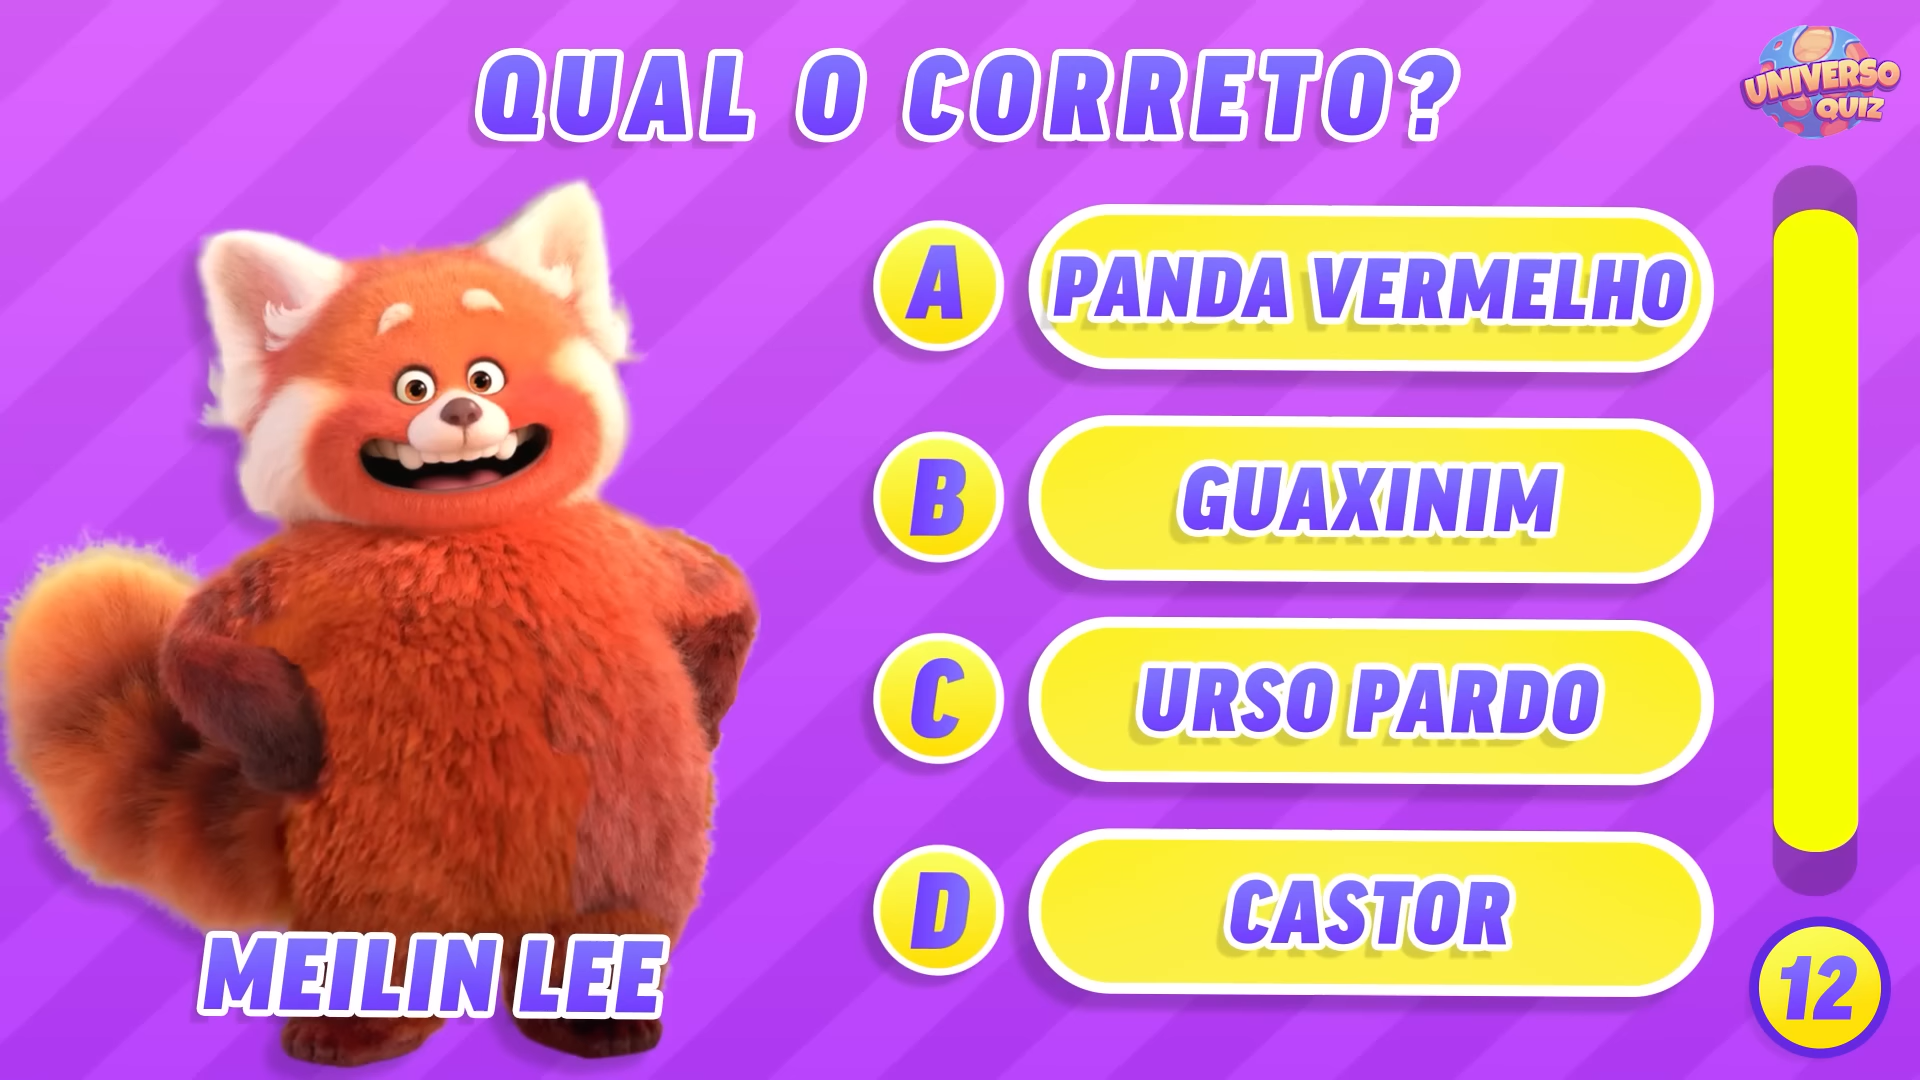 QUAL O CORRETO?
UNIVERSO
QUIZ
A
PANDA VERMELHO
B
GUAXINIM
C
URSO PARDO
D
CASTOR
MEILIN LEE
12